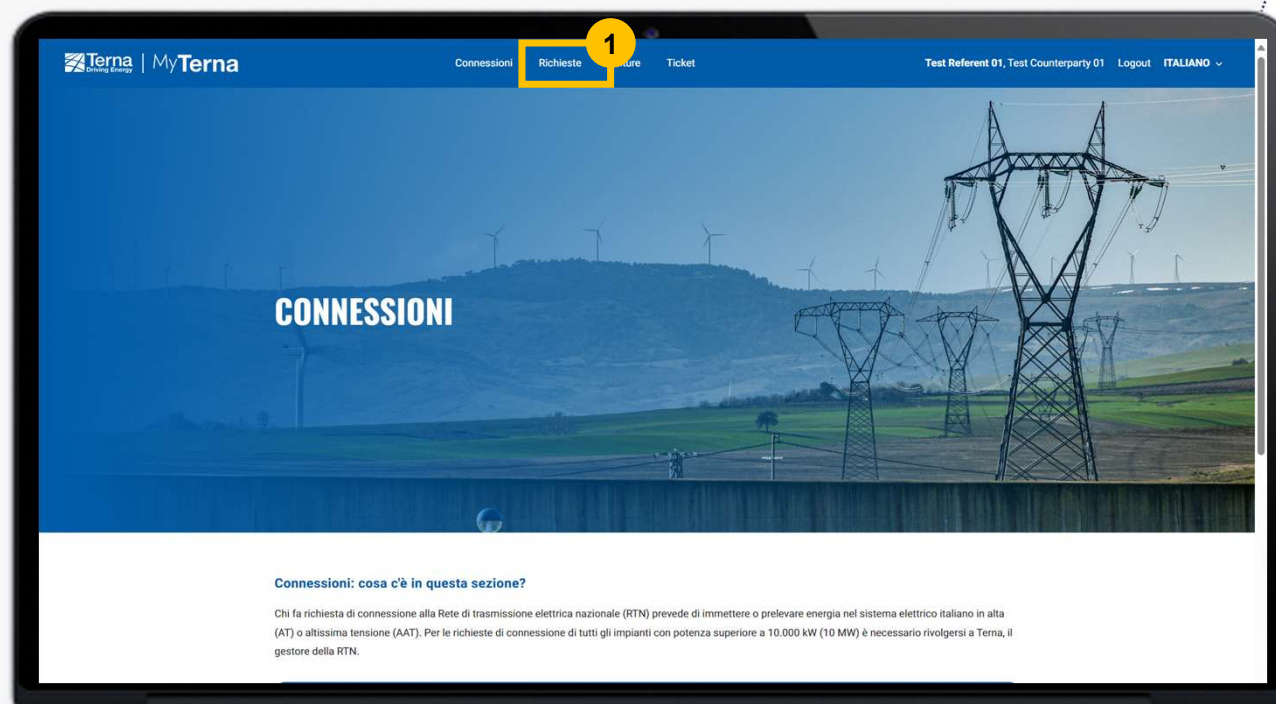 1
Terna
Driving Energy
MyTerna
Connessioni Richieste Ticket
Test Referent 01, Test Counterparty 01 Logout ITALIANO
CONNESSIONI
Connessioni: cosa c'è in questa sezione?
Chi fa richiesta di connessione alla Rete di trasmissione elettrica nazionale (RTN) prevede di immettere o prelevare energia nel sistema elettrico italiano in alta
(AT) o altissima tensione (AAT). Per le richieste di connessione di tutti gli impianti con potenza superiore a 10.000 kW (10 MW) è necessario rivolgersi a Terna, il
gestore della RTN.